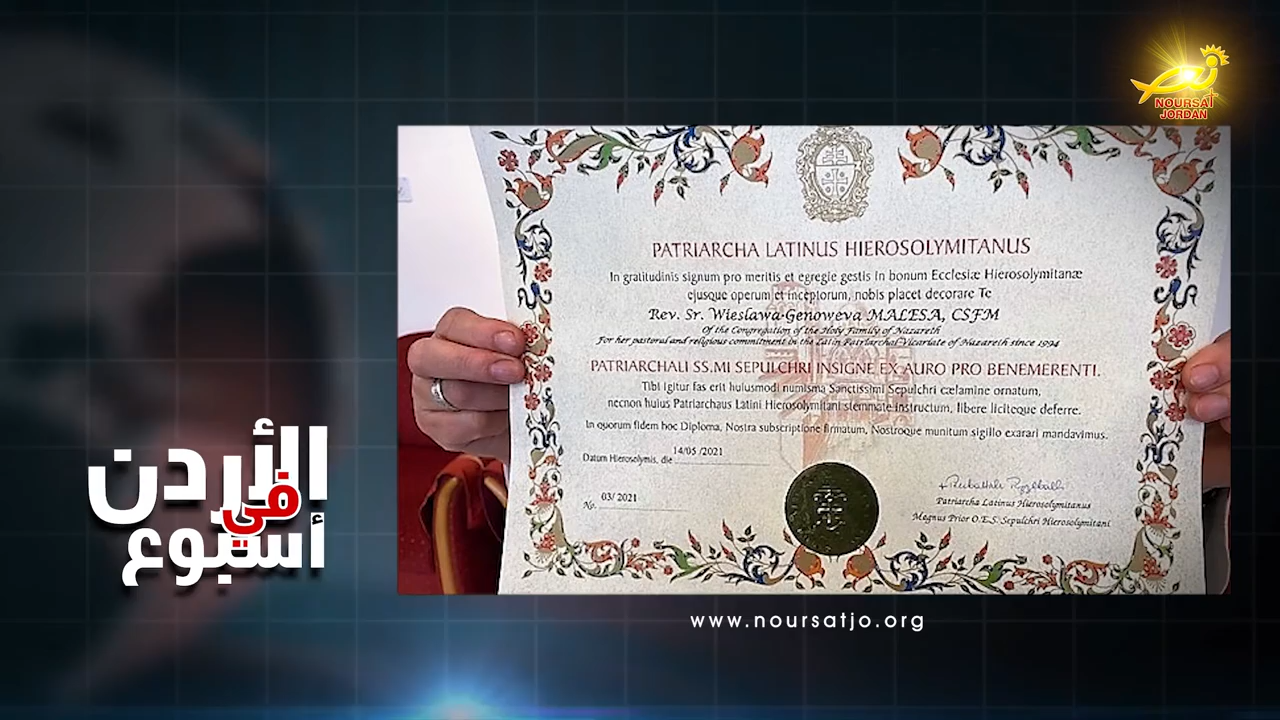 NOURSAT
JORDAN
PATRIARCHA LATINUS HIEROSOLYMITANUS
In gratitudinis signum pro meritis et egregie gestis in bonum Ecclesiæ Hierosolymitanæ
ejusque operum et inceptorum, nobis placet decorare Te
Rev. Sr. Wieslawa-Genoweva MALESA, CSFM
Of the Congregation of the Holy Family of Nazareth
For her pastoral and religious commitment in the Latin Patriarchal Vicariate of Nazareth since 1994
PATRIARCHALI SS.MI SEPULCHRI INSIGNE EX AURO PRO BENEMERENTI.
Tibi igitur fas erit huiusmodi numisma Sanctissimi Sepulchri cælamine ornatum,
necnon huius Patriarchaus Latini Hierosolymitani stemmate instructum, libere liciteque deferre.
In quorum fidem hoc Diploma, Nostra subscriptione firmatum, Nostroque munitum sigillo exarari mandavimus.
Datum Hierosolymis, die 14/05 /2021
No. 03/ 2021
Patriarcha Latinus Hierosolymitanus
Magnus Prior O.E.S. Sepulchri Hierosolymitani
الأردن
في
أسبوع
www.noursatjo.org